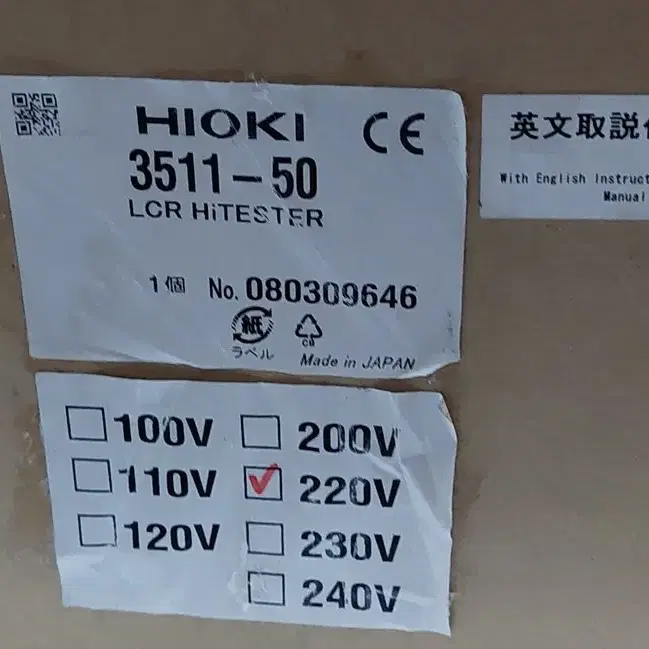 HIOKI CE
3511-50
LCR HiTESTER
1個 No. 080309646
紙
ラベル
Made in JAPAN
英文取説
With English Instruct
Manual
100V 200V
110V 220V
120V 230V
240V